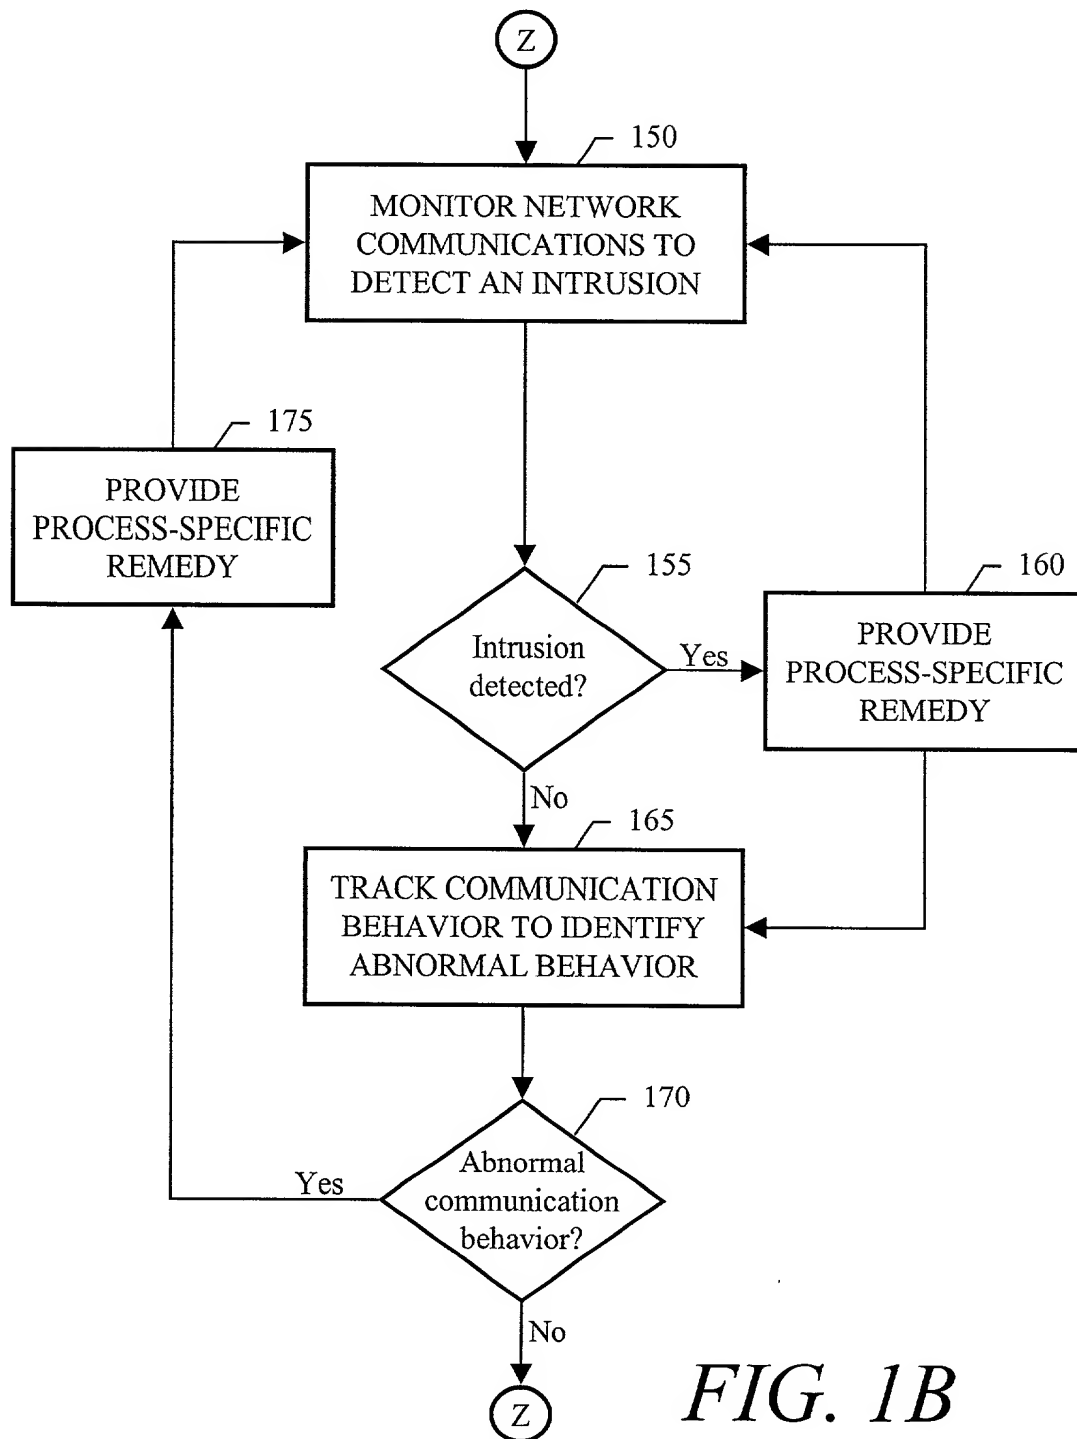 Z
150
MONITOR NETWORK
COMMUNICATIONS TO
DETECT AN INTRUSION
175
PROVIDE
PROCESS-SPECIFIC
REMEDY
155
Intrusion
detected?
Yes
160
PROVIDE
PROCESS-SPECIFIC
REMEDY
No
165
TRACK COMMUNICATION
BEHAVIOR TO IDENTIFY
ABNORMAL BEHAVIOR
170
Abnormal
communication
behavior?
Yes
No
Z
FIG. 1B